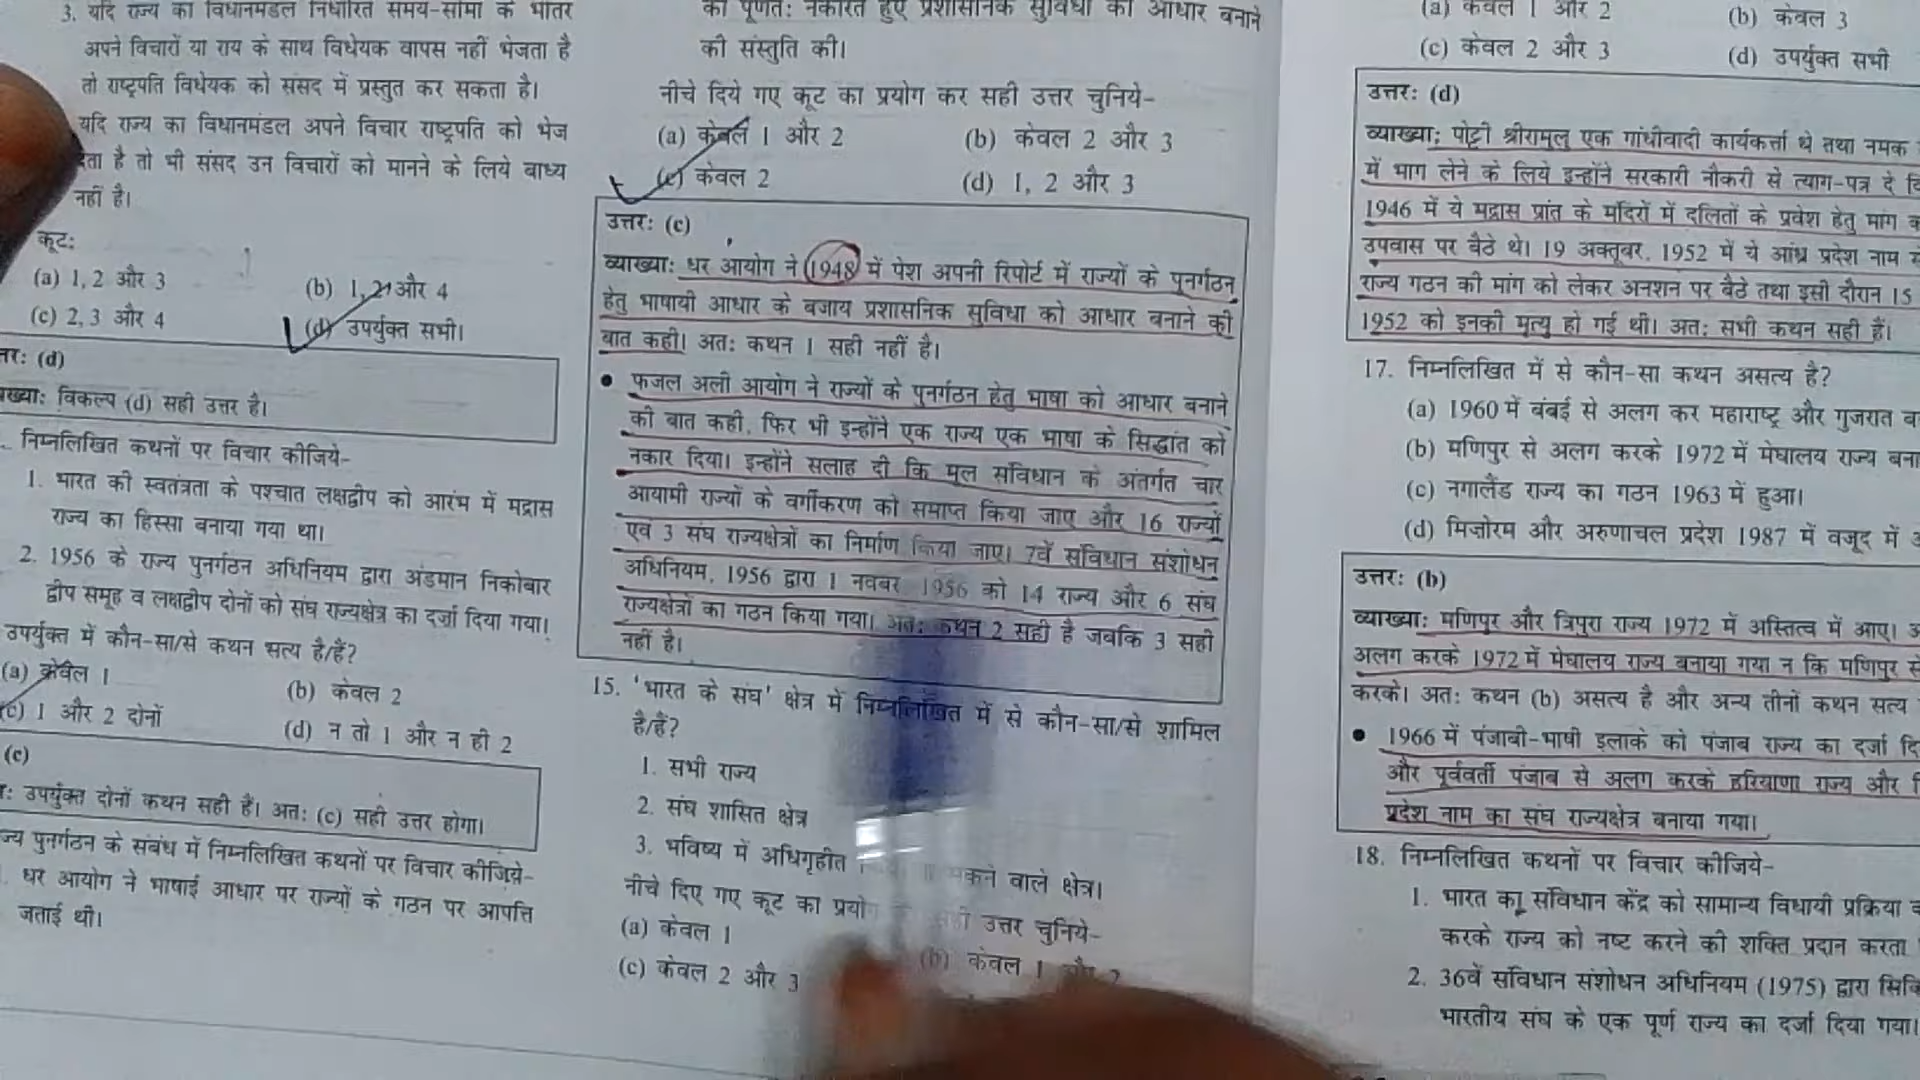 3. यदि राज्य का विधानमंडल निर्धारित समय-सीमा के भीतर
अपने विचारों या राय के साथ विधेयक वापस नहीं भेजता है
तो राष्ट्रपति विधेयक को संसद में प्रस्तुत कर सकता है।
यदि राज्य का विधानमंडल अपने विचार राष्ट्रपति को भेज
देता है तो भी संसद उन विचारों को मानने के लिये बाध्य
नहीं है।
कूट:
(a) 1, 2 और 3
(b) 1, 2 और 4
(c) 2, 3 और 4
(d) उपर्युक्त सभी।
(d)
विकल्प (d) सही उत्तर है।
निम्नलिखित कथनों पर विचार कीजिये-
1. भारत की स्वतंत्रता के पश्चात लक्षद्वीप को आरंभ में मद्रास
राज्य का हिस्सा बनाया गया था।
2. 1956 के राज्य पुनर्गठन अधिनियम द्वारा अंडमान निकोबार
द्वीप समूह व लक्षद्वीप दोनों को संघ राज्यक्षेत्र का दर्जा दिया गया।
उपर्युक्त में कौन-सा/से कथन सत्य है/हैं?
(a) केवल 1
(b) केवल 2
(c) 1 और 2 दोनों
(d) न तो 1 और न ही 2
(c)
उपर्युक्त दोनों कथन सही हैं। अत: (c) सही उत्तर होगा।
पुनर्गठन के संबंध में निम्नलिखित कथनों पर विचार कीजिये-
धर आयोग ने भाषाई आधार पर राज्यों के गठन पर आपत्ति
जताई थी।
को पूर्णत: नकारते हुए प्रशासनिक सुविधा को आधार बनाने
की संस्तुति की।
नीचे दिये गए कूट का प्रयोग कर सही उत्तर चुनिये-
(a) केवल 1 और 2
(b) केवल 2 और 3
(c) केवल 2
(d) 1, 2 और 3
उत्तर: (c)
व्याख्या: धर आयोग ने 1948 में पेश अपनी रिपोर्ट में राज्यों के पुनर्गठन
हेतु भाषायी आधार के बजाय प्रशासनिक सुविधा को आधार बनाने की
बात कही। अत: कथन 1 सही नहीं है।
• फजल अली आयोग ने राज्यों के पुनर्गठन हेतु भाषा को आधार बनाने
की बात कही, फिर भी इन्होंने एक राज्य एक भाषा के सिद्धांत को
नकार दिया। इन्होंने सलाह दी कि मूल संविधान के अंतर्गत चार
आयामी राज्यों के वर्गीकरण को समाप्त किया जाए और 16 राज्यों
एवं 3 संघ राज्यक्षेत्रों का निर्माण किया जाए। 7वें संविधान संशोधन
अधिनियम, 1956 द्वारा 1 नवंबर 1956 को 14 राज्य और 6 संघ
राज्यक्षेत्रों का गठन किया गया। अत: कथन 2 सही है जबकि 3 सही
नहीं है।
15. 'भारत के संघ' क्षेत्र में निम्नलिखित में से कौन-सा/से शामिल
है/हैं?
1. सभी राज्य
2. संघ शासित क्षेत्र
3. भविष्य में अधिगृहीत वाले क्षेत्र।
नीचे दिए गए कूट का प्रयोग उत्तर चुनिये-
(a) केवल 1
(b) केवल 1 और 2
(c) केवल 2 और 3
(a) केवल 1 और 2
(b) केवल 3
(c) केवल 2 और 3
(d) उपर्युक्त सभी
उत्तर: (d)
व्याख्या: पोट्टी श्रीरामुलु एक गांधीवादी कार्यकर्त्ता थे तथा नमक
में भाग लेने के लिये इन्होंने सरकारी नौकरी से त्याग-पत्र दे
1946 में ये मद्रास प्रांत के मंदिरों में दलितों के प्रवेश हेतु मांग
उपवास पर बैठे थे। 19 अक्तूबर, 1952 में ये आंध्र प्रदेश नाम
राज्य गठन की मांग को लेकर अनशन पर बैठे तथा इसी दौरान 15
1952 को इनकी मृत्यु हो गई थी। अत: सभी कथन सही हैं।
17. निम्नलिखित में से कौन-सा कथन असत्य है?
(a) 1960 में बंबई से अलग कर महाराष्ट्र और गुजरात
(b) मणिपुर से अलग करके 1972 में मेघालय राज्य
(c) नगालैंड राज्य का गठन 1963 में हुआ।
(d) मिज़ोरम और अरुणाचल प्रदेश 1987 में वजूद में
उत्तर: (b)
व्याख्या: मणिपुर और त्रिपुरा राज्य 1972 में अस्तित्व में आए।
अलग करके 1972 में मेघालय राज्य बनाया गया न कि मणिपुर से
करके। अत: कथन (b) असत्य है और अन्य तीनों कथन सत्य
• 1966 में पंजाबी-भाषी इलाके को पंजाब राज्य का दर्जा
और पूर्ववर्ती पंजाब से अलग करके हरियाणा राज्य और
प्रदेश नाम का संघ राज्यक्षेत्र बनाया गया।
18. निम्नलिखित कथनों पर विचार कीजिये-
1. भारत का संविधान केंद्र को सामान्य विधायी प्रक्रिया
करके राज्य को नष्ट करने की शक्ति प्रदान करता
2. 36वें संविधान संशोधन अधिनियम (1975) द्वारा
भारतीय संघ के एक पूर्ण राज्य का दर्जा दिया गया।